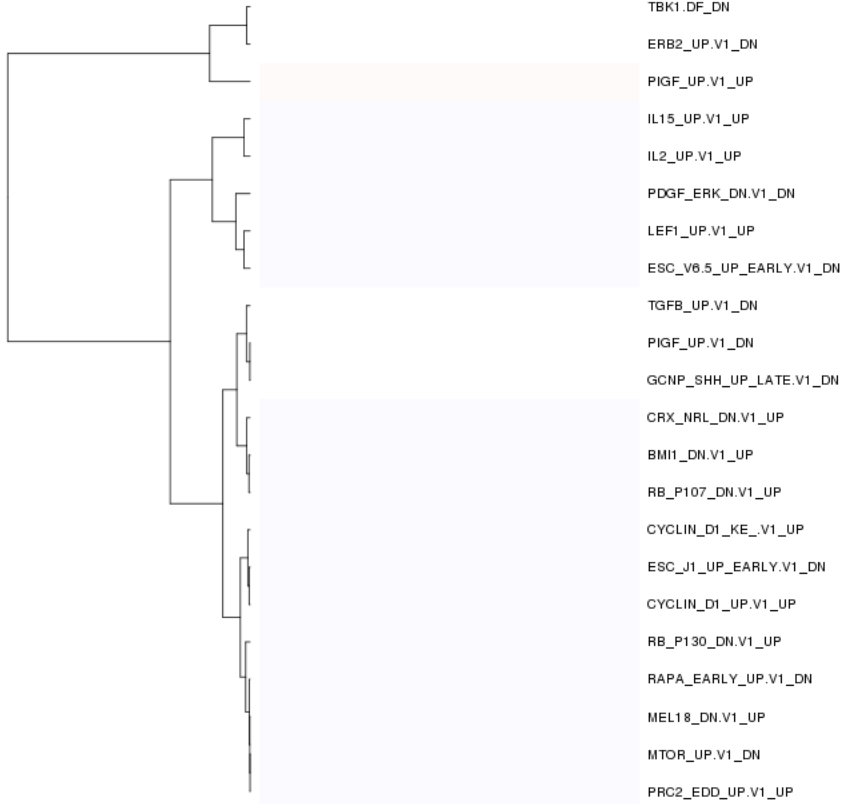 TBK1.DF_DN
ERB2_UP.V1_DN
PIGF_UP.V1_UP
IL15_UP.V1_UP
IL2_UP.V1_UP
PDGF_ERK_DN.V1_DN
LEF1_UP.V1_UP
ESC_V6.5_UP_EARLY.V1_DN
TGFB_UP.V1_DN
PIGF_UP.V1_DN
GCNP_SHH_UP_LATE.V1_DN
CRX_NRL_DN.V1_UP
BMI1_DN.V1_UP
RB_P107_DN.V1_UP
CYCLIN_D1_KE_.V1_UP
ESC_J1_UP_EARLY.V1_DN
CYCLIN_D1_UP.V1_UP
RB_P130_DN.V1_UP
RAPA_EARLY_UP.V1_DN
MEL18_DN.V1_UP
MTOR_UP.V1_DN
PRC2_EDD_UP.V1_UP